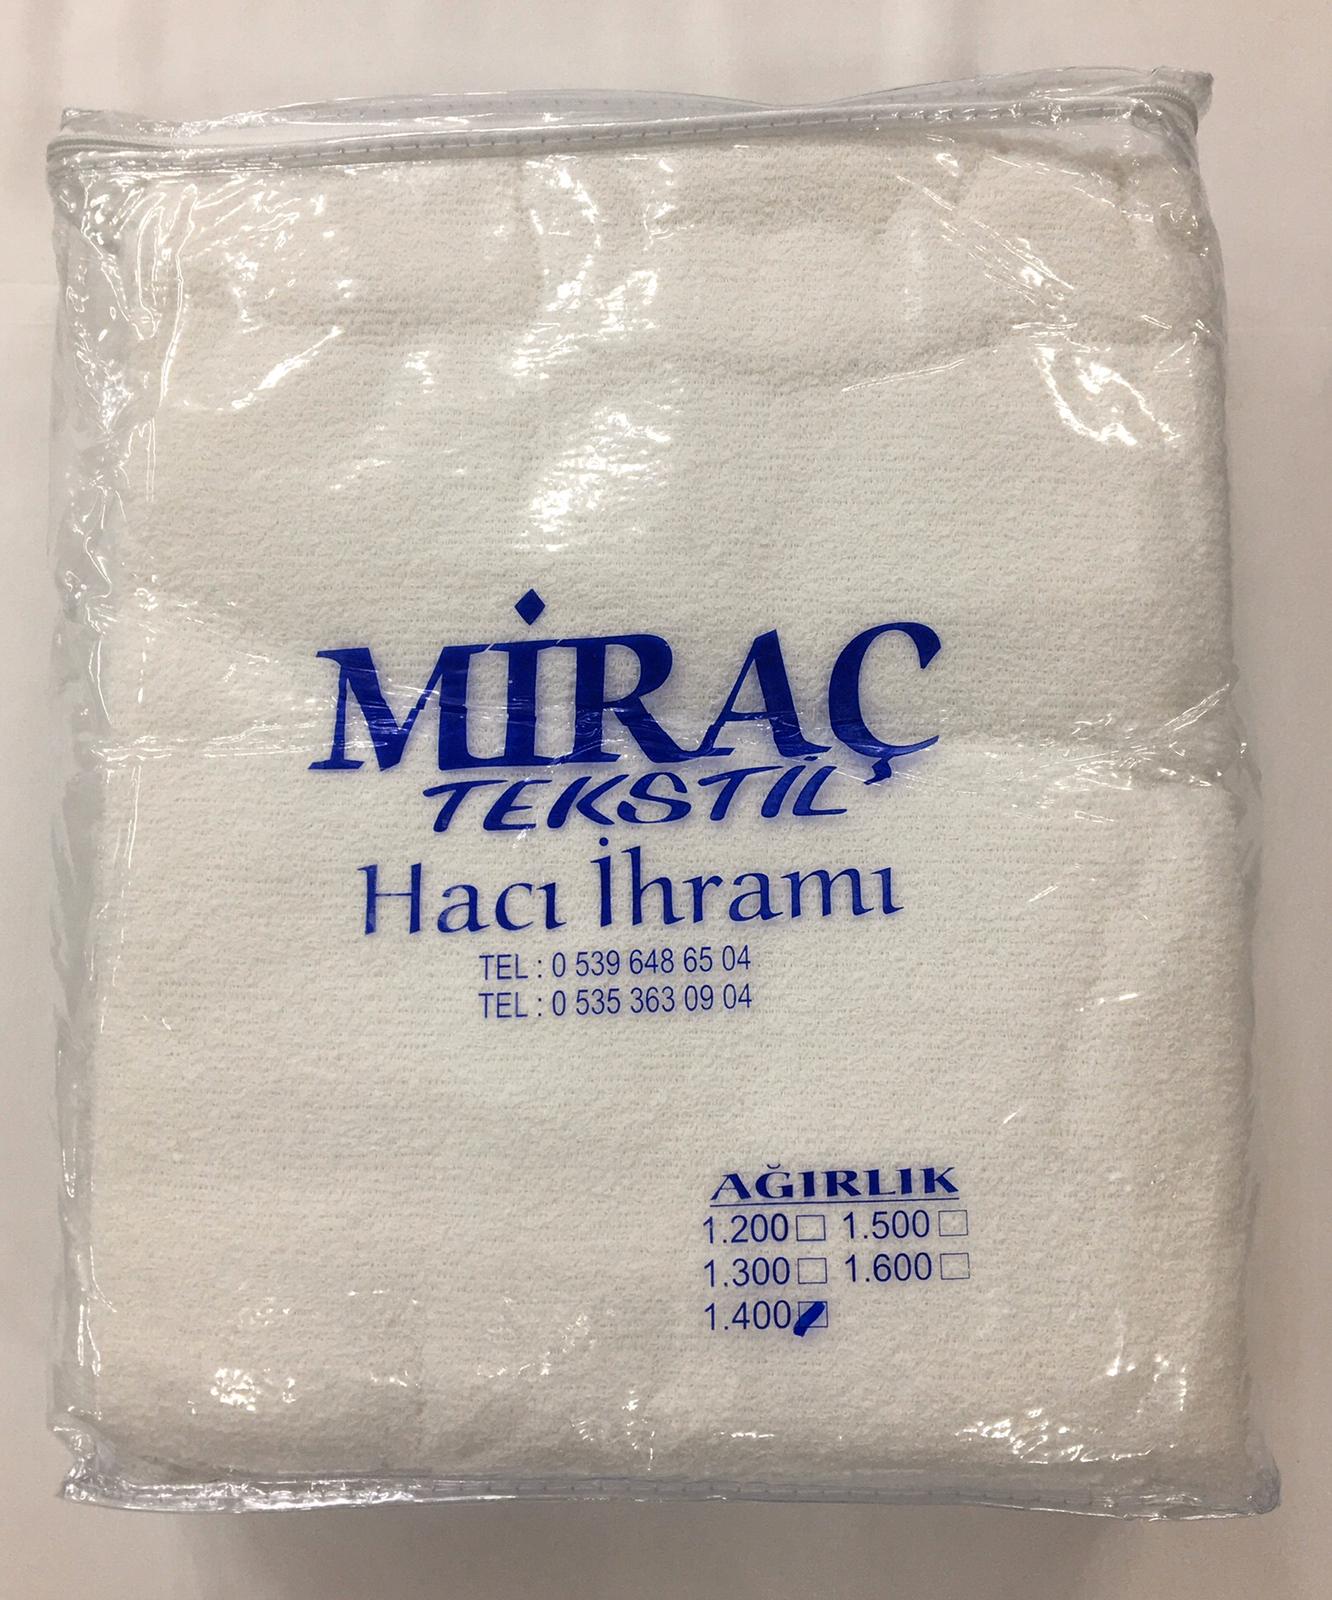 MİRAÇ
TEKSTİL
Hacı İhramı
TEL : 0 539 648 65 04
TEL : 0 535 363 09 04
AĞIRLIK
1.200 1.500
1.300 1.600
1.400